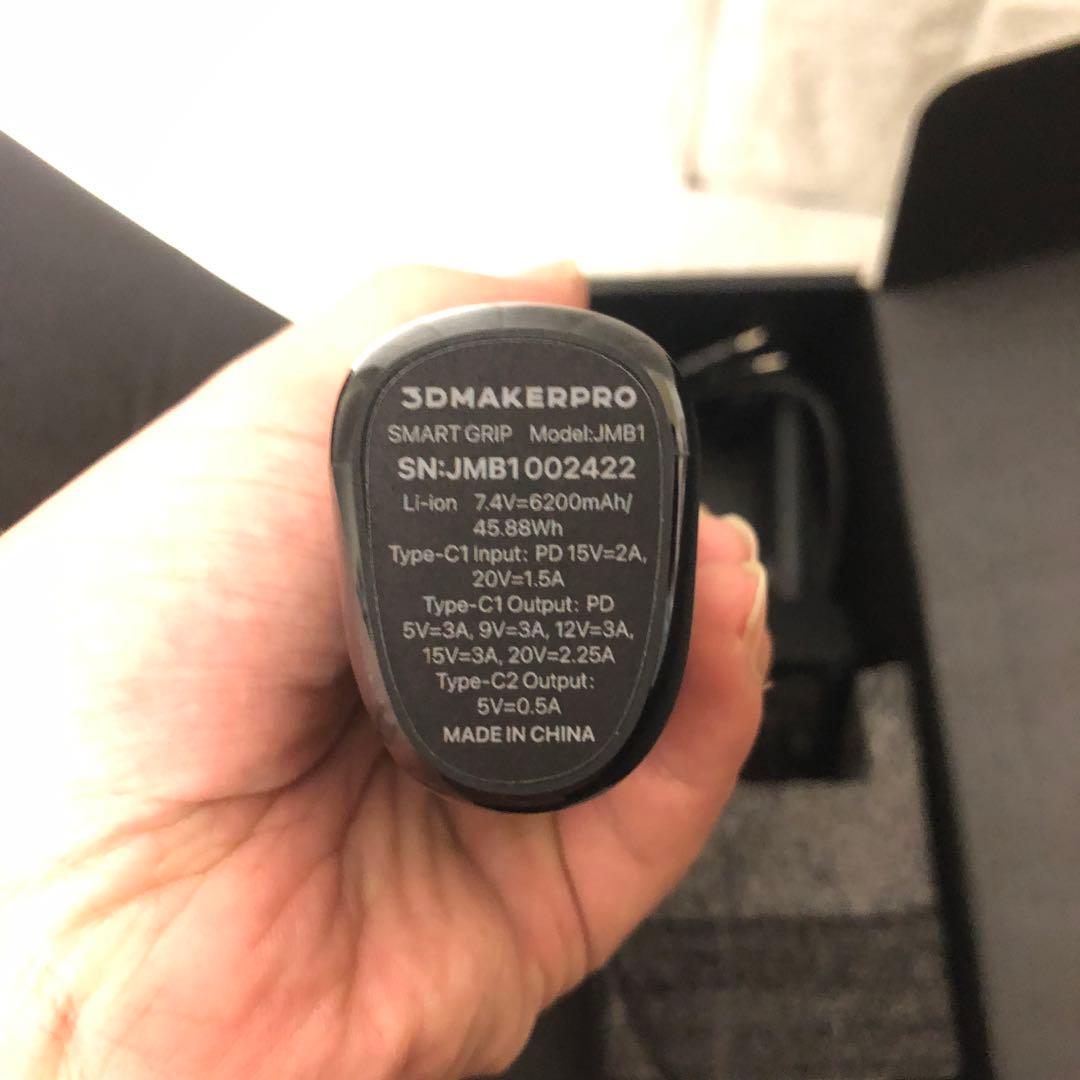 3DMAKERPRO
SMART GRIP Model:JMB1
SN:JMB1002422
Li-ion 7.4V=6200mAh/
45.88Wh
Type-C1 Input: PD 15V=2A,
20V=1.5A
Type-C1 Output: PD
5V=3A, 9V=3A, 12V=3A,
15V=3A, 20V=2.25A
Type-C2 Output:
5V=0.5A
MADE IN CHINA